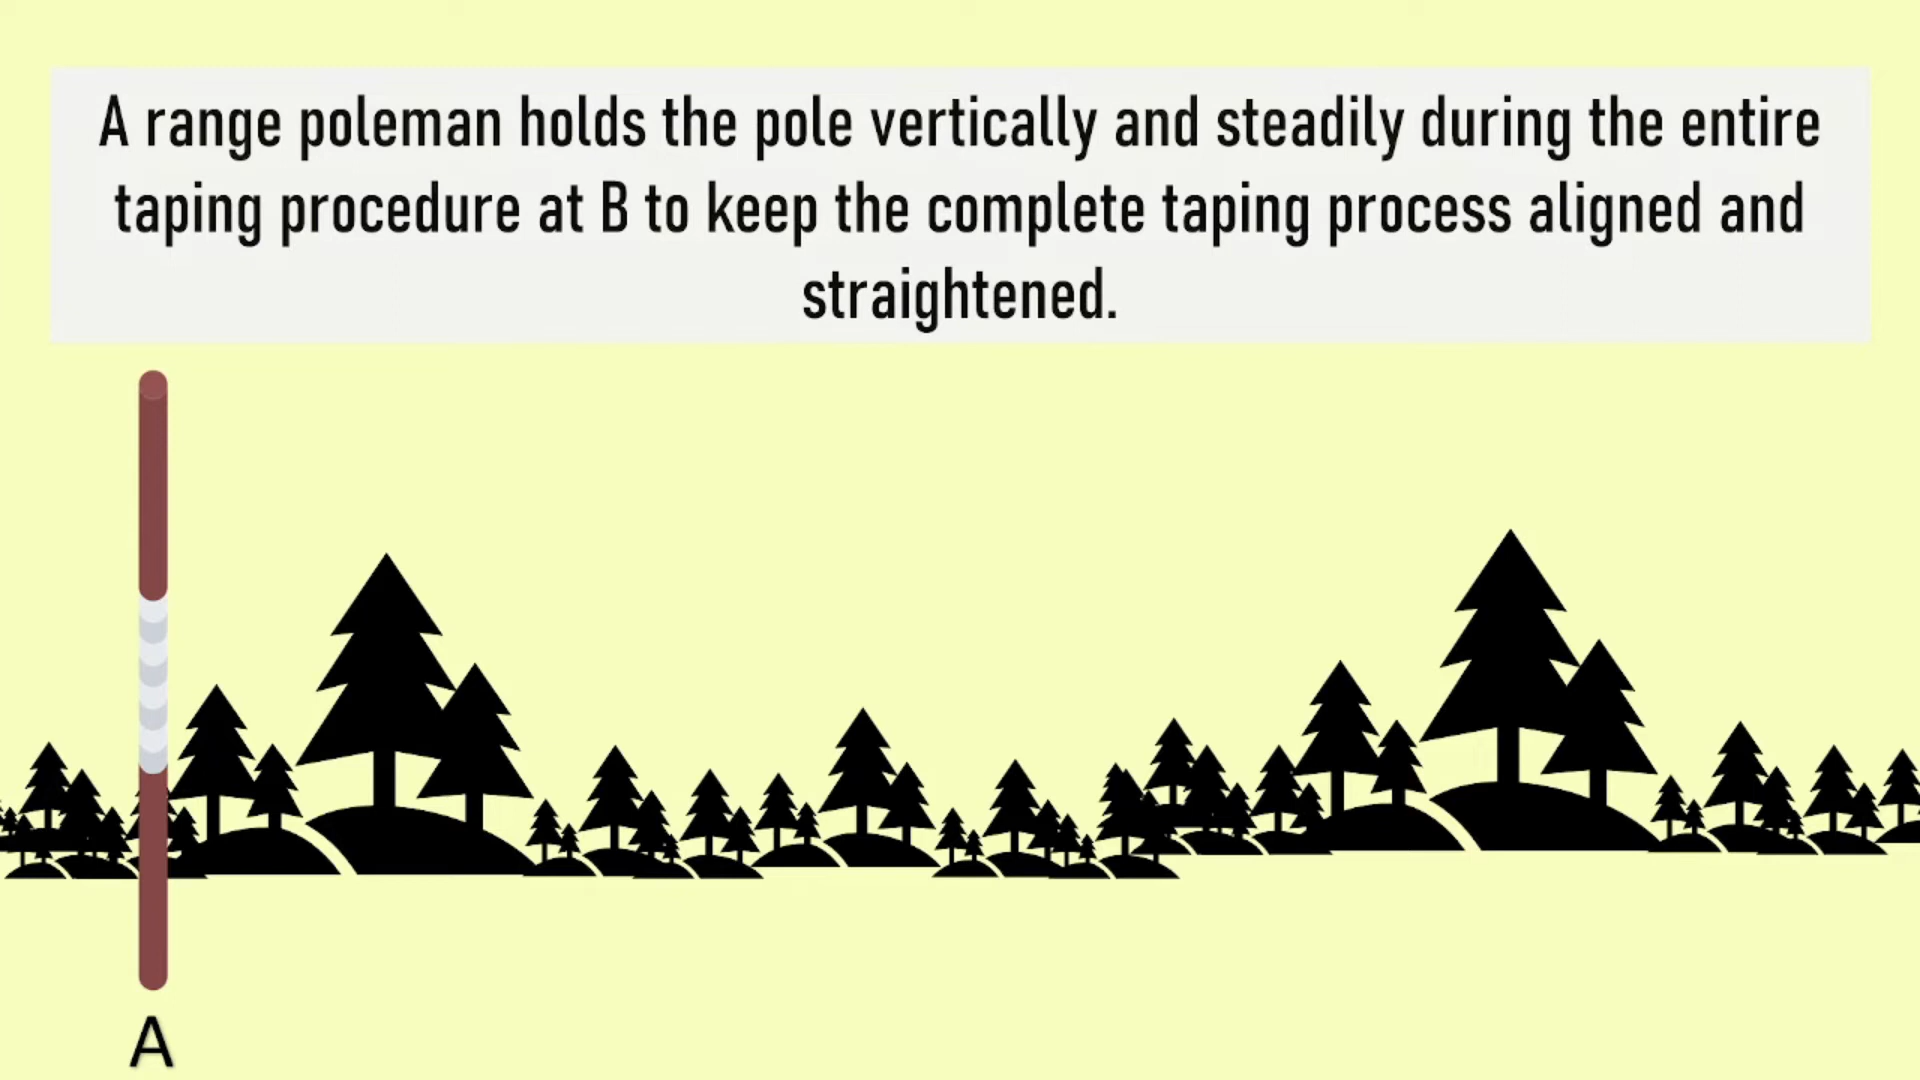 A range poleman holds the pole vertically and steadily during the entire
taping procedure at B to keep the complete taping process aligned and
straightened.
A